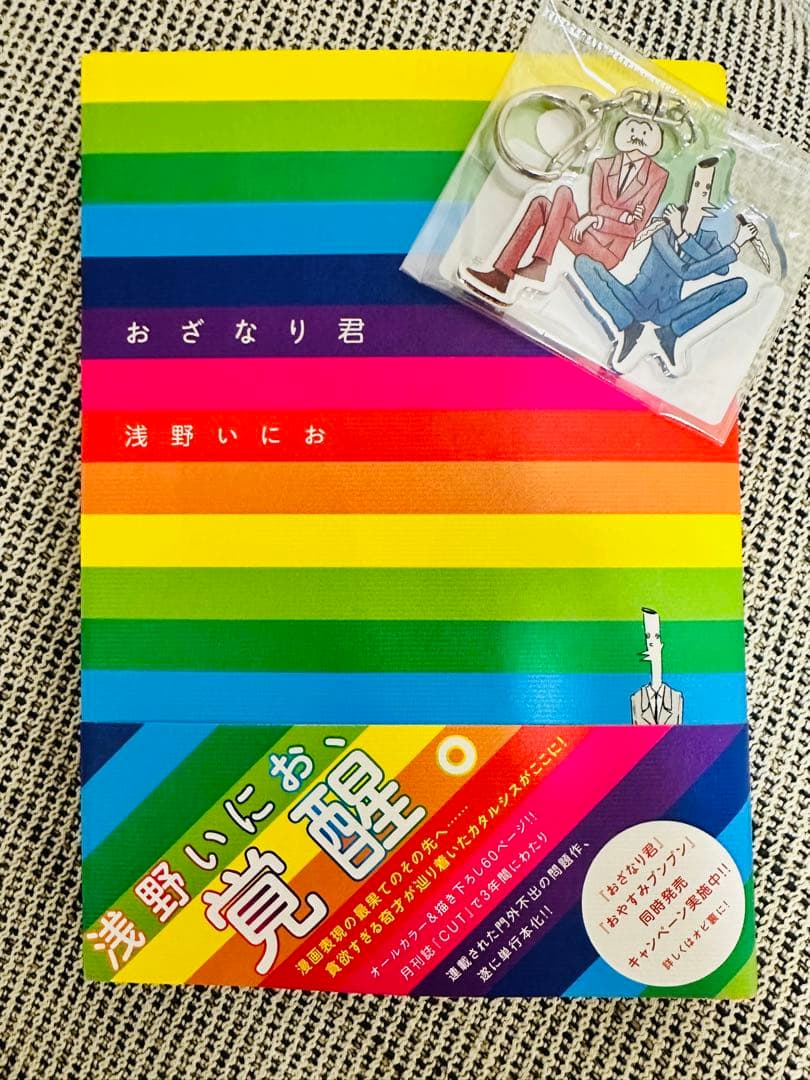 おざなり君
浅野いにお
浅野いにお、
覚醒。
漫画表現の最果てのその先へ……
貪欲すぎる奇才が辿り着いたカタルシスがここに!
オールカラー&描き下ろし60ページ!!
月刊誌「CUT」で3年間にわたり
連載された門外不出の問題作、
遂に単行本化!!
『おざなり君』
『おやすみプンプン』
同時発売
キャンペーン実施中!!
詳しくはオビ裏に!